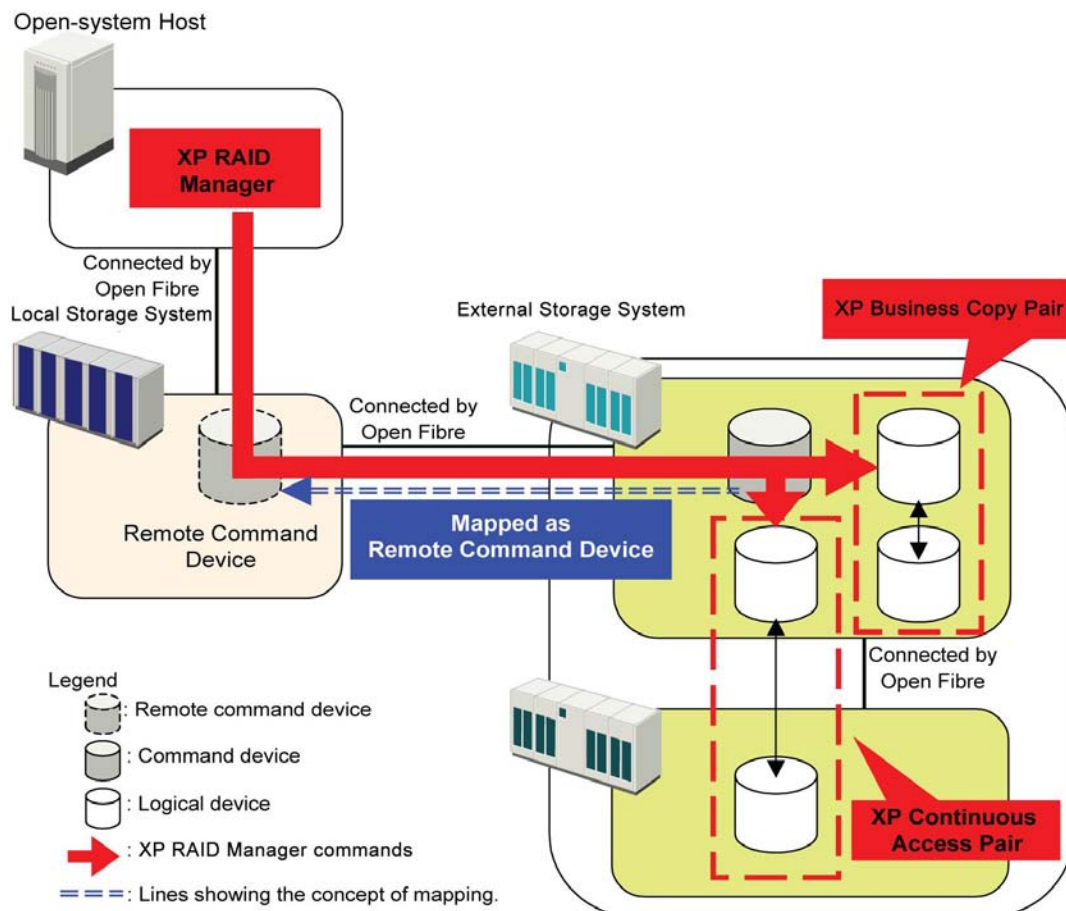 Open-system Host
XP RAID
Manager
Connected by
Open Fibre
Local Storage System
External Storage System
XP Business Copy Pair
Connected by
Open Fibre
Remote Command
Device
Mapped as
Remote Command Device
Connected by
Open Fibre
XP Continuous
Access Pair
Legend
: Remote command device
: Command device
: Logical device
: XP RAID Manager commands
: Lines showing the concept of mapping.